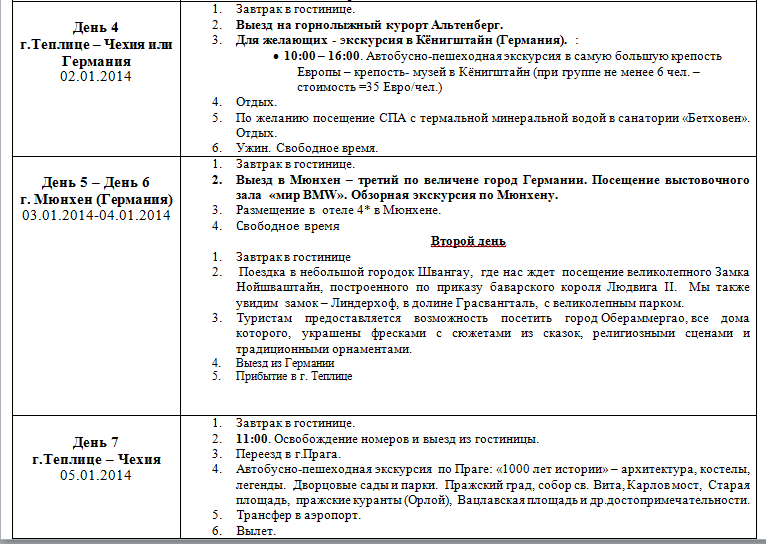 День 4
г.Теплице – Чехия или
Германия
02.01.2014
1. Завтрак в гостинице.
2. Выезд на горнолыжный курорт Альтенберг.
3. Для желающих - экскурсия в Кёнигштайн (Германия). :
• 10:00 – 16:00. Автобусно-пешеходная экскурсия в самую большую крепость
Европы – крепость- музей в Кёнигштайн (при группе не менее 6 чел. –
стоимость =35 Евро/чел.)
4. Отдых.
5. По желанию посещение СПА с термальной минеральной водой в санатории «Бетховен».
Отдых.
6. Ужин. Свободное время.
День 5 – День 6
г. Мюнхен (Германия)
03.01.2014-04.01.2014
1. Завтрак в гостинице.
2. Выезд в Мюнхен – третий по величене город Германии. Посещение выстовочного
зала «мир BMW». Обзорная экскурсия по Мюнхену.
3. Размещение в отеле 4* в Мюнхене.
4. Свободное время
Второй день
1. Завтрак в гостинице
2. Поездка в небольшой городок Швангау, где нас ждет посещение великолепного Замка
Нойшваштайн, построенного по приказу баварского короля Людвига II. Мы также
увидим замок – Линдерхоф, в долине Грасвангталь, с великолепным парком.
3. Туристам предоставляется возможность посетить город Обераммергао, все дома
которого, украшены фресками с сюжетами из сказок, религиозными сценами и
традиционными орнаментами.
4. Выезд из Германии
5. Прибытие в г. Теплице
День 7
г.Теплице – Чехия
05.01.2014
1. Завтрак в гостинице.
2. 11:00. Освобождение номеров и выезд из гостиницы.
3. Переезд в г.Прага.
4. Автобусно-пешеходная экскурсия по Праге: «1000 лет истории» – архитектура, костелы,
легенды. Дворцовые сады и парки. Пражский град, собор св. Вита, Карлов мост, Старая
площадь, пражские куранты (Орлой), Вацлавская площадь и др.достопримечательности.
5. Трансфер в аэропорт.
6. Вылет.